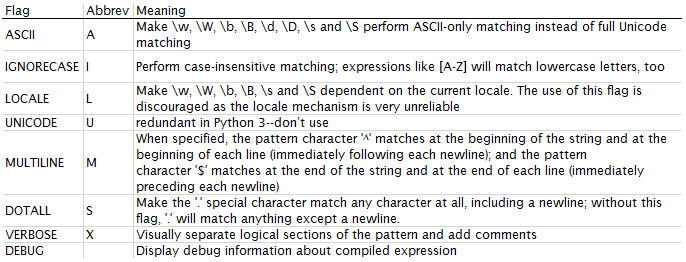 Flag Abbrev Meaning
ASCII A Make \w, \W, \b, \B, \d, \D, \s and \S perform ASCII-only matching instead of full Unicode
matching
IGNORECASE I Perform case-insensitive matching; expressions like [A-Z] will match lowercase letters, too
LOCALE L Make \w, \W, \b, \B, \s and \S dependent on the current locale. The use of this flag is
discouraged as the locale mechanism is very unreliable
UNICODE U redundant in Python 3--don't use
MULTILINE M When specified, the pattern character '^' matches at the beginning of the string and at the
beginning of each line (immediately following each newline); and the pattern
character '$' matches at the end of the string and at the end of each line (immediately
preceding each newline)
DOTALL S Make the '.' special character match any character at all, including a newline; without this
flag, '.' will match anything except a newline.
VERBOSE X Visually separate logical sections of the pattern and add comments
DEBUG Display debug information about compiled expression